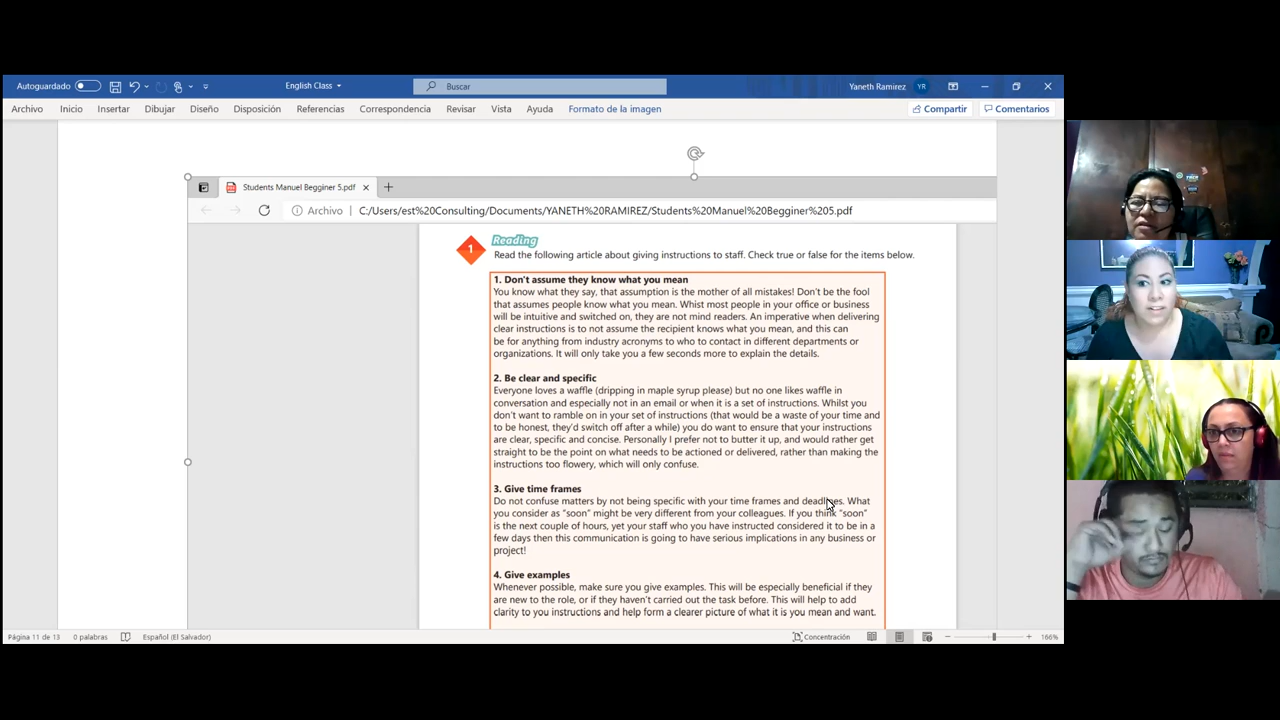 Autoguardado
English Class
Buscar
Yaneth Ramirez
YR
Archivo Inicio Insertar Dibujar Diseño Disposición Referencias Correspondencia Revisar Vista Ayuda Formato de la imagen
Compartir Comentarios
Students Manuel Begginer 5.pdf
Archivo C:/Users/est%20Consulting/Documents/YANETH%20RAMIREZ/Students%20Manuel%20Begginer%205.pdf
1
Reading
Read the following article about giving instructions to staff. Check true or false for the items below.
1. Don't assume they know what you mean
You know what they say, that assumption is the mother of all mistakes! Don't be the fool
that assumes people know what you mean. Whilst most people in your office or business
will be intuitive and switched on, they are not mind readers. An imperative when delivering
clear instructions is to not assume the recipient knows what you mean, and this can
be for anything from industry acronyms to who to contact in different departments or
organizations. It will only take you a few seconds more to explain the details.
2. Be clear and specific
Everyone loves a waffle (dripping in maple syrup please) but no one likes waffle in
conversation and especially not in an email or when it is a set of instructions. Whilst you
don't want to ramble on in your set of instructions (that would be a waste of your time and
to be honest, they'd switch off after a while) you do want to ensure that your instructions
are clear, specific and concise. Personally I prefer not to butter it up, and would rather get
straight to be the point on what needs to be actioned or delivered, rather than making the
instructions too flowery, which will only confuse.
3. Give time frames
Do not confuse matters by not being specific with your time frames and deadlines. What
you consider as "soon" might be very different from your colleagues. If you think "soon"
is the next couple of hours, yet your staff who you have instructed considered it to be in a
few days then this communication is going to have serious implications in any business or
project!
4. Give examples
Whenever possible, make sure you give examples. This will be especially beneficial if they
are new to the role, or if they haven't carried out the task before. This will help to add
clarity to you instructions and help form a clearer picture of what it is you mean and want.
Página 11 de 13 0 palabras Español (El Salvador)
Concentración
166%